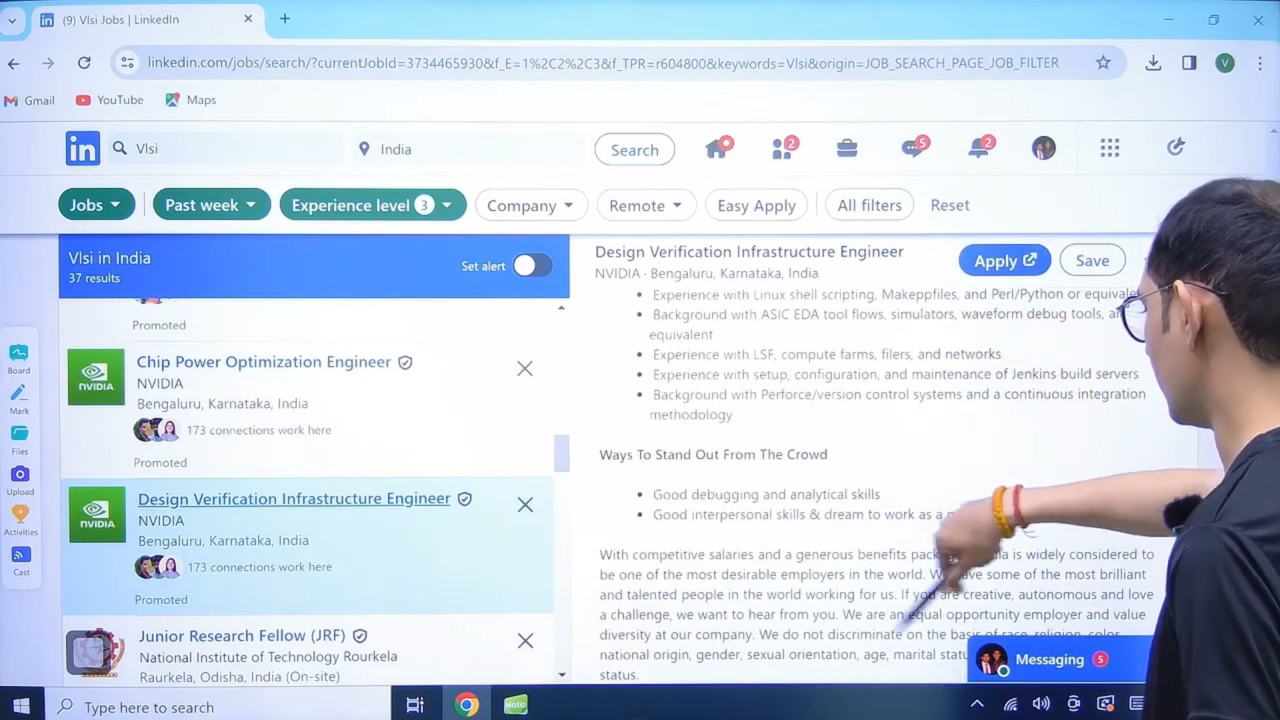 (9) Vlsi Jobs | LinkedIn
linkedin.com/jobs/search/?currentJobId=3734465930&f_E=1%2C2%2C3&f_TPR=r604800&keywords=Vlsi&origin=JOB_SEARCH_PAGE_JOB_FILTER
V
Gmail
YouTube
Maps
in
Vlsi
India
Search
2
5
2
Jobs
Past week
Experience level 3
Company
Remote
Easy Apply
All filters
Reset
Vlsi in India
37 results
Set alert
Promoted
Chip Power Optimization Engineer
NVIDIA
NVIDIA
Bengaluru, Karnataka, India
173 connections work here
Promoted
Design Verification Infrastructure Engineer
NVIDIA
NVIDIA
Bengaluru, Karnataka, India
173 connections work here
Promoted
Junior Research Fellow (JRF)
National Institute of Technology Rourkela
Raurkela, Odisha, India (On-site)
Design Verification Infrastructure Engineer
NVIDIA - Bengaluru, Karnataka, India
Apply
Save
Experience with Linux shell scripting, Makeppfiles, and Perl/Python or
Background with ASIC EDA tool flows, simulators, waveform debug tools,
equivalent
Experience with LSF, compute farms, filers, and networks
Experience with setup, configuration, and maintenance of Jenkins build servers
Background with Perforce/version control systems and a continuous integration
methodology
Ways To Stand Out From The Crowd
Good debugging and analytical skills
Good interpersonal skills & dream to work as a
With competitive salaries and a generous benefits is widely considered to
be one of the most desirable employers in the world. have some of the most brilliant
and talented people in the world working for us. If you are creative, autonomous and love
a challenge, we want to hear from you. We are an equal opportunity employer and value
diversity at our company. We do not discriminate on the basis of race, religion, color,
national origin, gender, sexual orientation, age, marital
status.
Messaging 5
Board
Mark
Files
Upload
Activities
Cast
Type here to search
Note